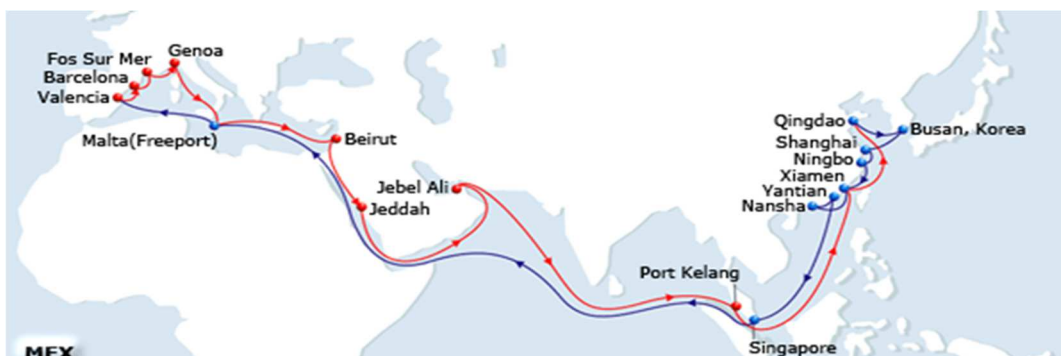 Genoa
Fos Sur Mer
Barcelona
Valencia
Malta(Freeport)
Beirut
Jebel Ali
Jeddah
Qingdao
Busan, Korea
Shanghai
Ningbo
Xiamen
Yantian
Nansha
Port Kelang
Singapore
MEX